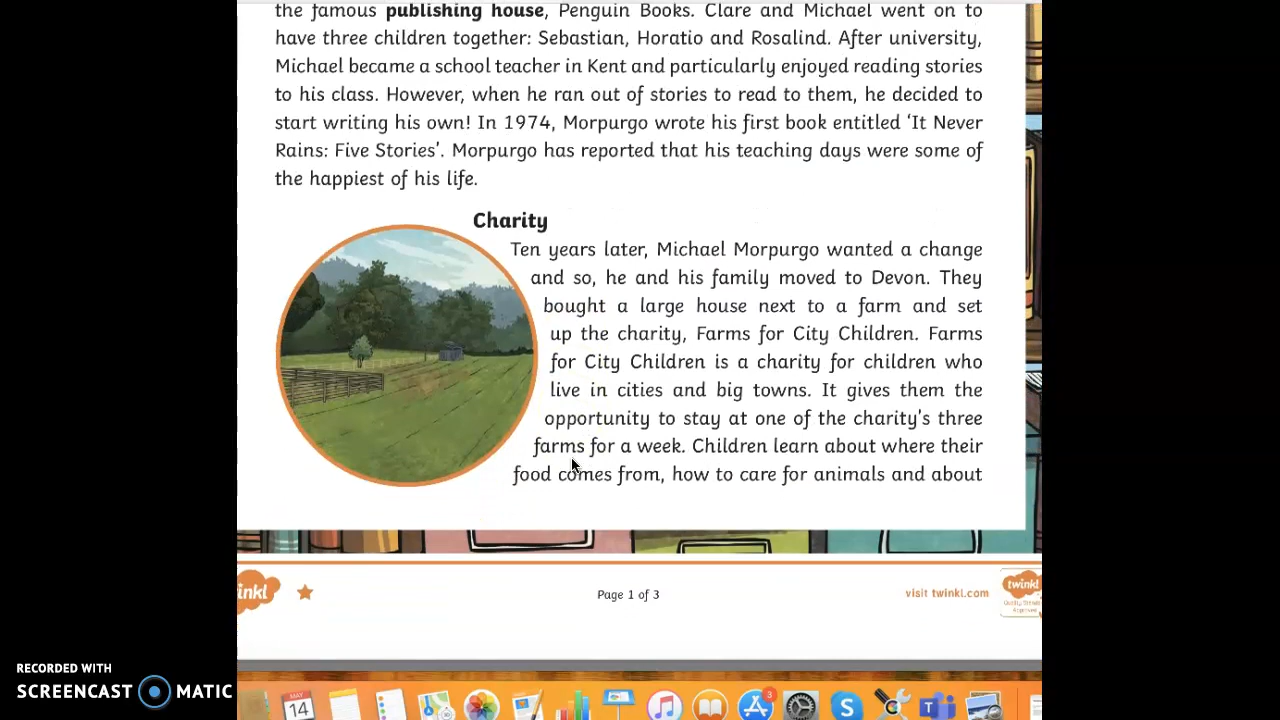 the famous publishing house, Penguin Books. Clare and Michael went on to
have three children together: Sebastian, Horatio and Rosalind. After university,
Michael became a school teacher in Kent and particularly enjoyed reading stories
to his class. However, when he ran out of stories to read to them, he decided to
start writing his own! In 1974, Morpurgo wrote his first book entitled ‘It Never
Rains: Five Stories’. Morpurgo has reported that his teaching days were some of
the happiest of his life.
Charity
Ten years later, Michael Morpurgo wanted a change
and so, he and his family moved to Devon. They
bought a large house next to a farm and set
up the charity, Farms for City Children. Farms
for City Children is a charity for children who
live in cities and big towns. It gives them the
opportunity to stay at one of the charity’s three
farms for a week. Children learn about where their
food comes from, how to care for animals and about
inkl
Page 1 of 3
visit twinkl.com
twinkl
Quality Standard
Approved
RECORDED WITH
SCREENCAST MATIC
MAY
14
3